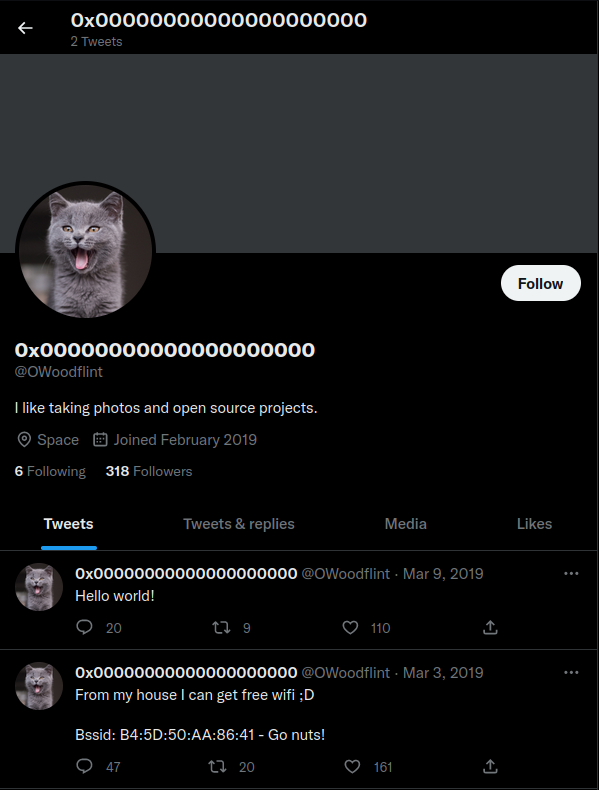 0x00000000000000000000
2 Tweets
Follow
0x00000000000000000000
@OWoodflint
I like taking photos and open source projects.
Space Joined February 2019
6 Following 318 Followers
Tweets Tweets & replies Media Likes
0x00000000000000000000 @OWoodflint · Mar 9, 2019
Hello world!
20 9 110
0x00000000000000000000 @OWoodflint · Mar 3, 2019
From my house I can get free wifi ;D
Bssid: B4:5D:50:AA:86:41 - Go nuts!
47 20 161